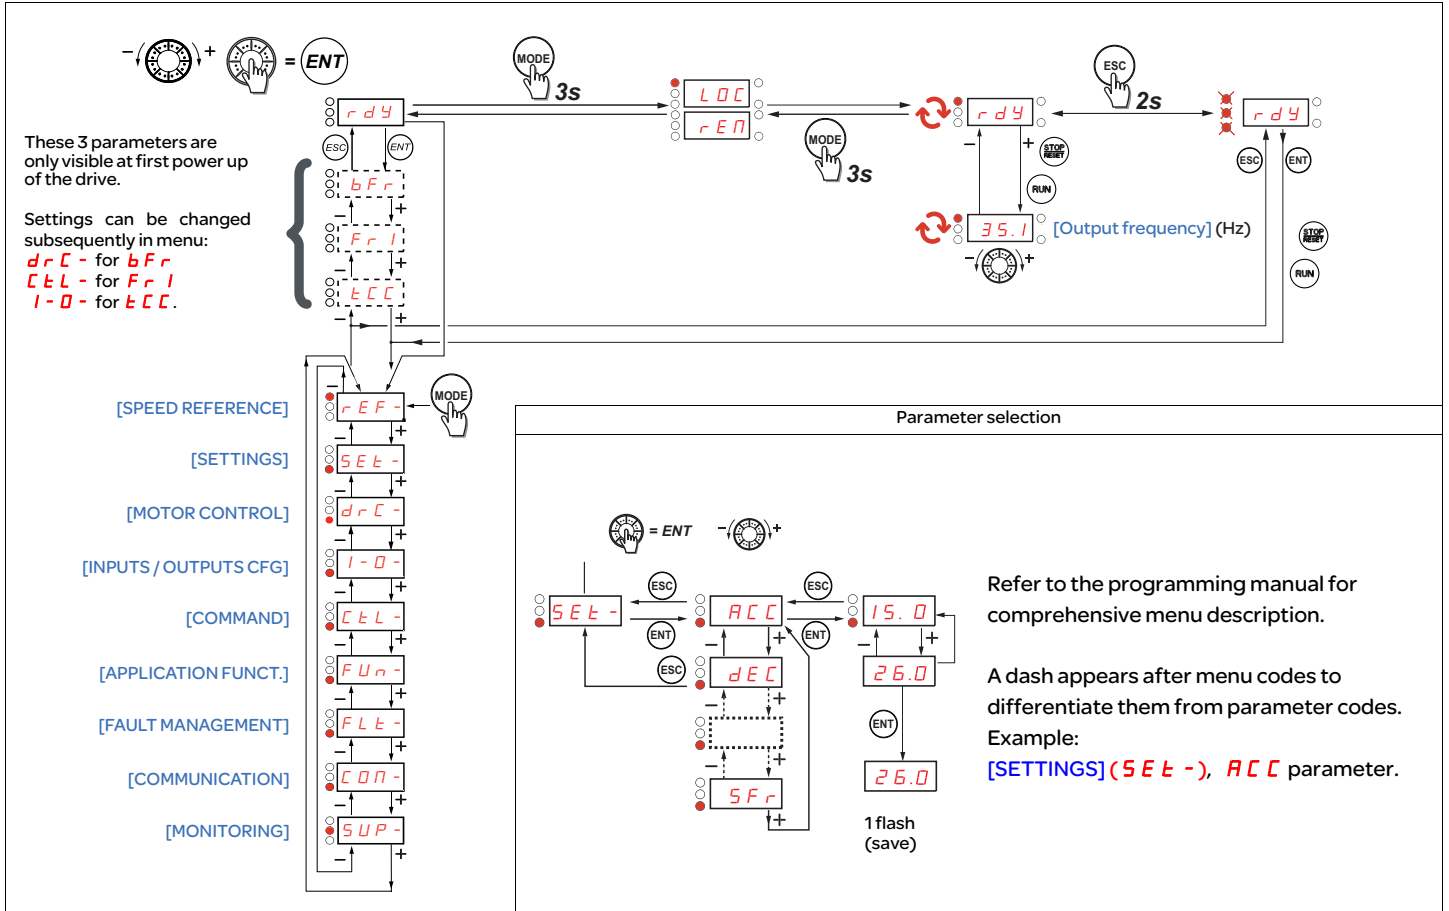 - + = ENT
MODE
3s
ESC
2s
rdY
LOC
rEM
MODE
3s
rdY
rdY
- +
STOP
RESET
RUN
35.1
[Output frequency] (Hz)
- +
ESC
ENT
STOP
RESET
RUN
These 3 parameters are
only visible at first power up
of the drive.
Settings can be changed
subsequently in menu:
drC - for bFr
CtL - for Fr1
I-O - for tCC.
ESC
ENT
bFr
- +
Fr1
- +
tCC
- +
[SPEED REFERENCE]
-
rEF-
MODE
- +
[SETTINGS]
SEt-
- +
[MOTOR CONTROL]
drC-
- +
[INPUTS / OUTPUTS CFG]
I-O-
- +
[COMMAND]
CtL-
- +
[APPLICATION FUNCT.]
FUn-
- +
[FAULT MANAGEMENT]
FLt-
- +
[COMMUNICATION]
COM-
- +
[MONITORING]
SUP-
- +
Parameter selection
= ENT
- +
SEt-
ESC
ENT
ACC
ESC
ENT
15.0
- +
- +
ESC
dEC
26.0
- +
ENT
- +
SFr
+
26.0
1 flash
(save)
Refer to the programming manual for
comprehensive menu description.
A dash appears after menu codes to
differentiate them from parameter codes.
Example:
[SETTINGS] (SEt -), ACC parameter.